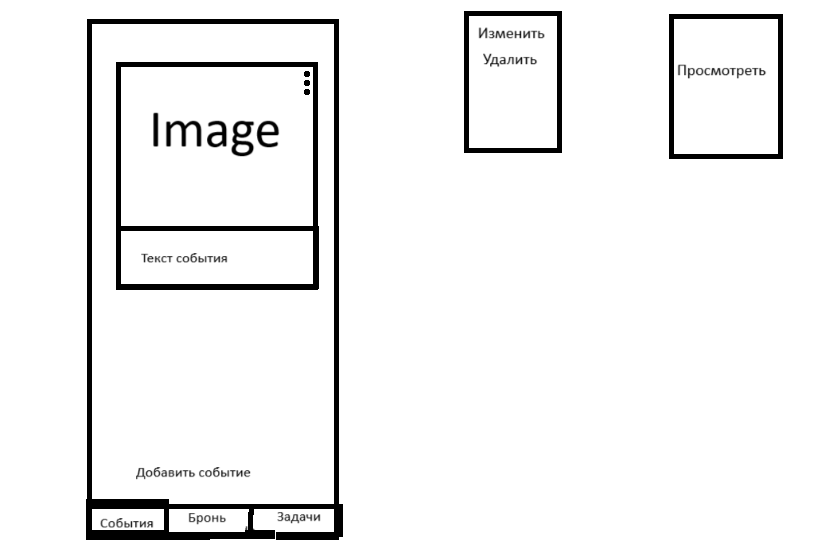 Image
Текст события
Добавить событие
События
Бронь
Задачи
Изменить
Удалить
Просмотреть